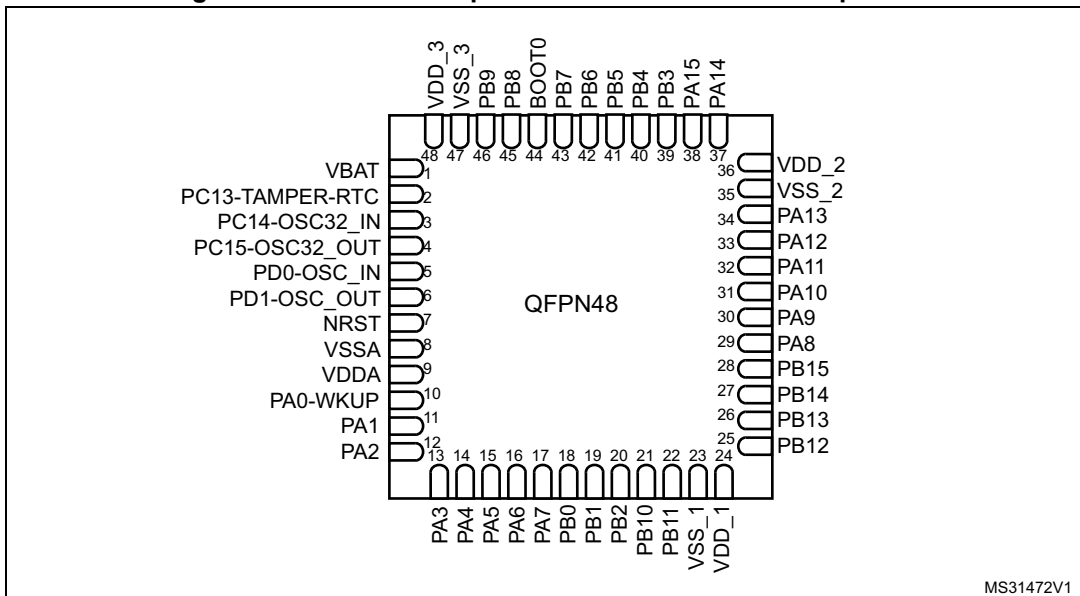 VDD_3
VSS_3
PB9
PB8
BOOT0
PB7
PB6
PB5
PB4
PB3
PA15
PA14
48
47
46
45
44
43
42
41
40
39
38
37
VBAT 1
PC13-TAMPER-RTC 2
PC14-OSC32_IN 3
PC15-OSC32_OUT 4
PD0-OSC_IN 5
PD1-OSC_OUT 6
NRST 7
VSSA 8
VDDA 9
PA0-WKUP 10
PA1 11
PA2 12
QFPN48
36 VDD_2
35 VSS_2
34 PA13
33 PA12
32 PA11
31 PA10
30 PA9
29 PA8
28 PB15
27 PB14
26 PB13
25 PB12
13
14
15
16
17
18
19
20
21
22
23
24
PA3
PA4
PA5
PA6
PA7
PB0
PB1
PB2
PB10
PB11
VSS_1
VDD_1
MS31472V1